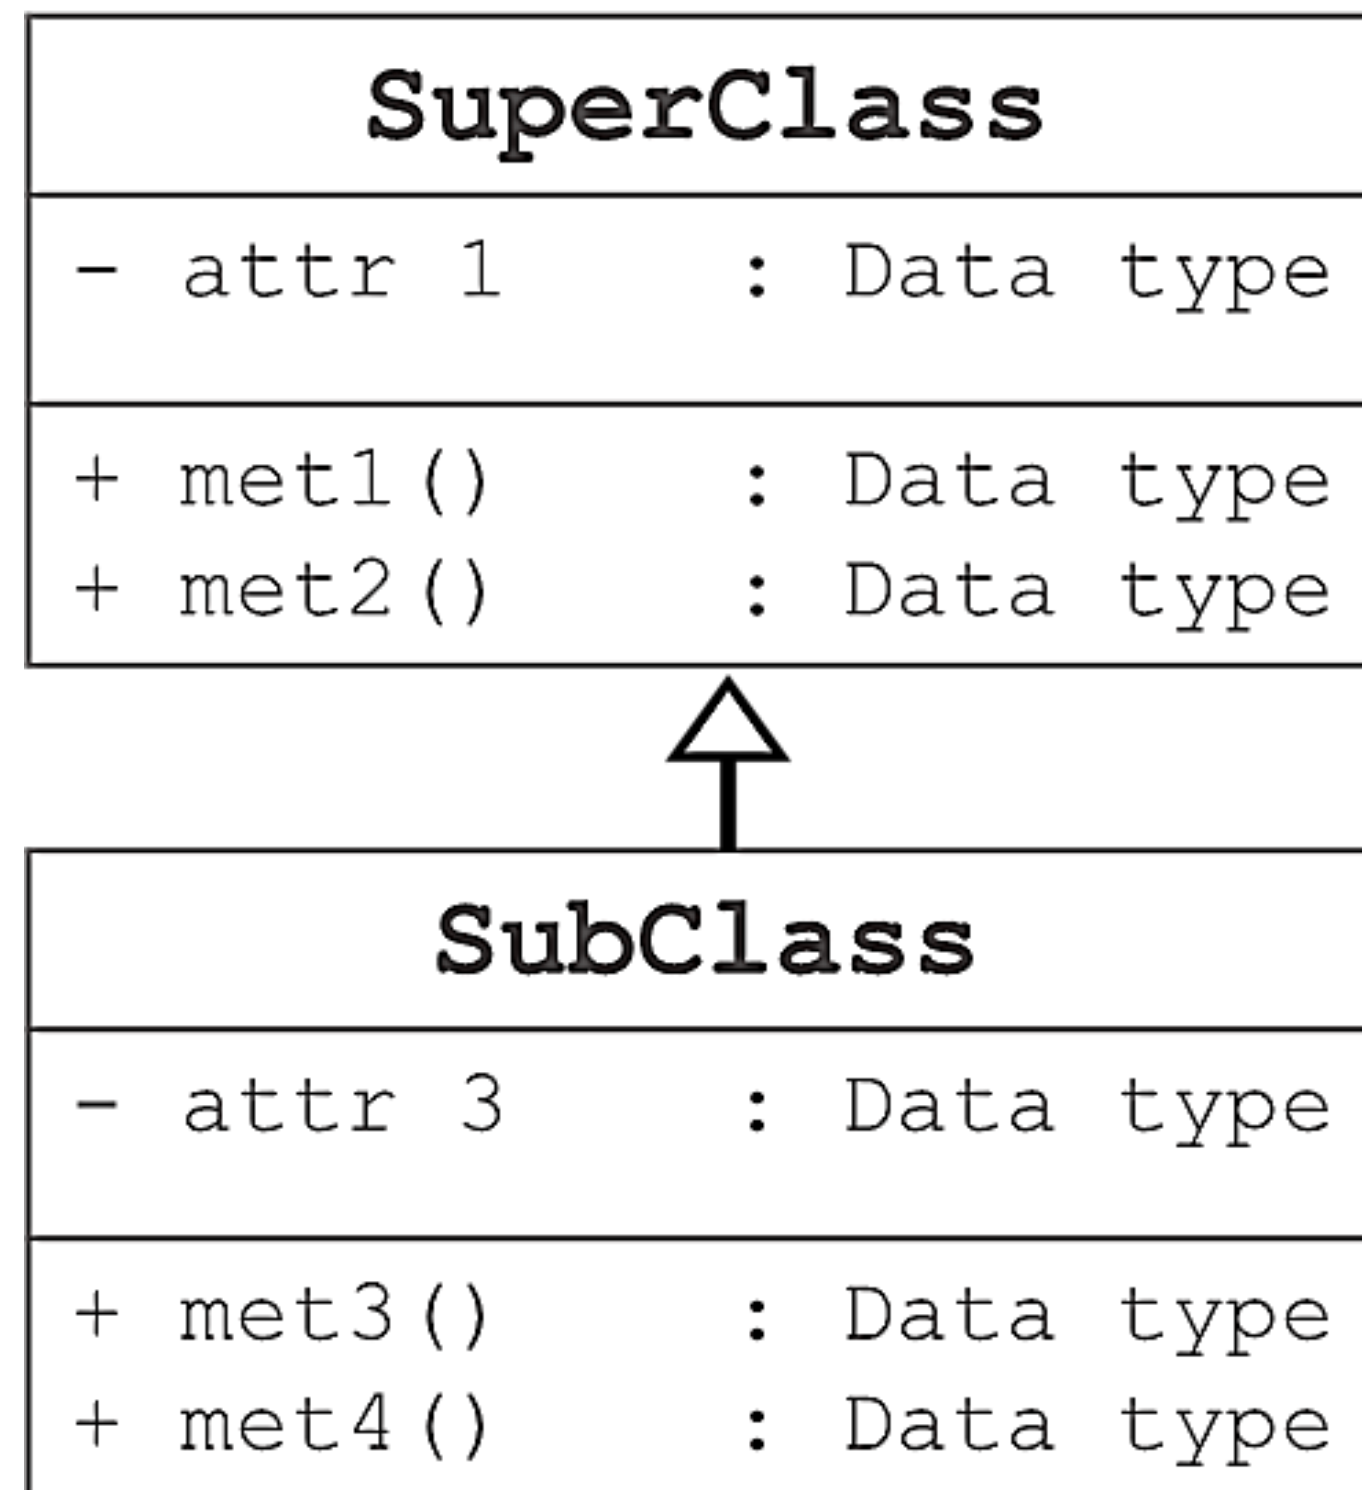 SuperClass
- attr 1 : Data type
+ met1() : Data type
+ met2() : Data type
SubClass
- attr 3 : Data type
+ met3() : Data type
+ met4() : Data type